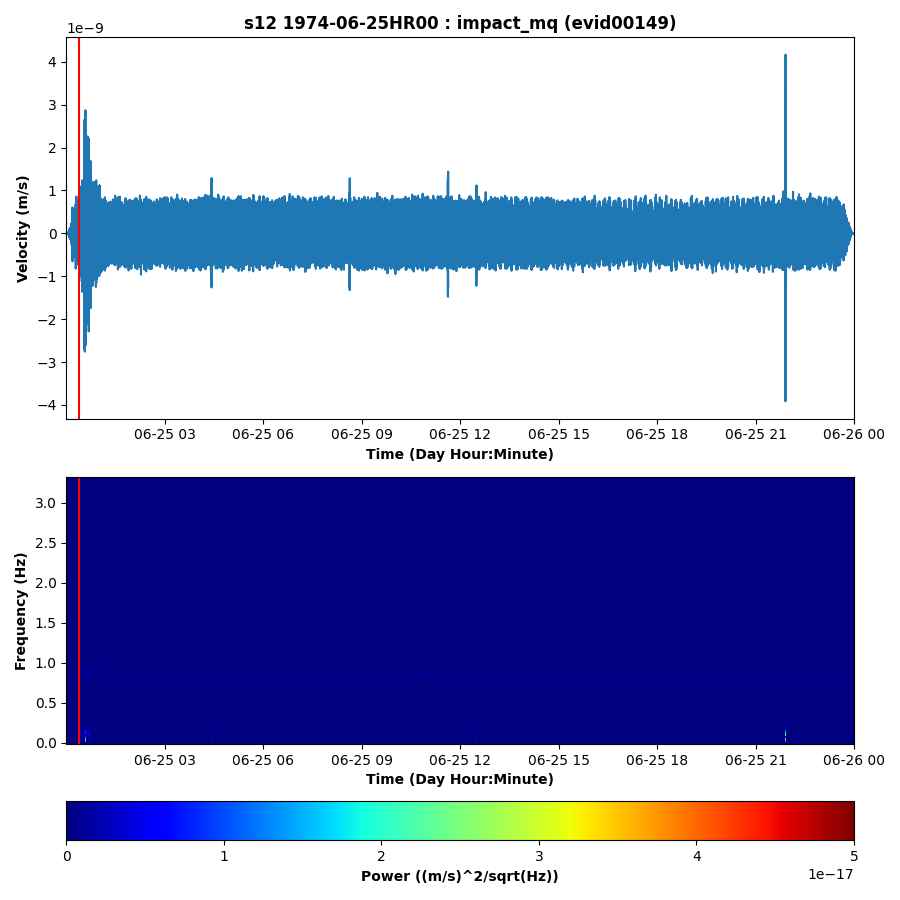 s12 1974-06-25HR00 : impact_mq (evid00149)
1e−9
4
3
2
1
0
−1
−2
−3
−4
Velocity (m/s)
06-25 03 06-25 06 06-25 09 06-25 12 06-25 15 06-25 18 06-25 21 06-26 00
Time (Day Hour:Minute)
3.0
2.5
2.0
1.5
1.0
0.5
0.0
Frequency (Hz)
06-25 03 06-25 06 06-25 09 06-25 12 06-25 15 06-25 18 06-25 21 06-26 00
Time (Day Hour:Minute)
0 1 2 3 4 5
1e−17
Power ((m/s)^2/sqrt(Hz))